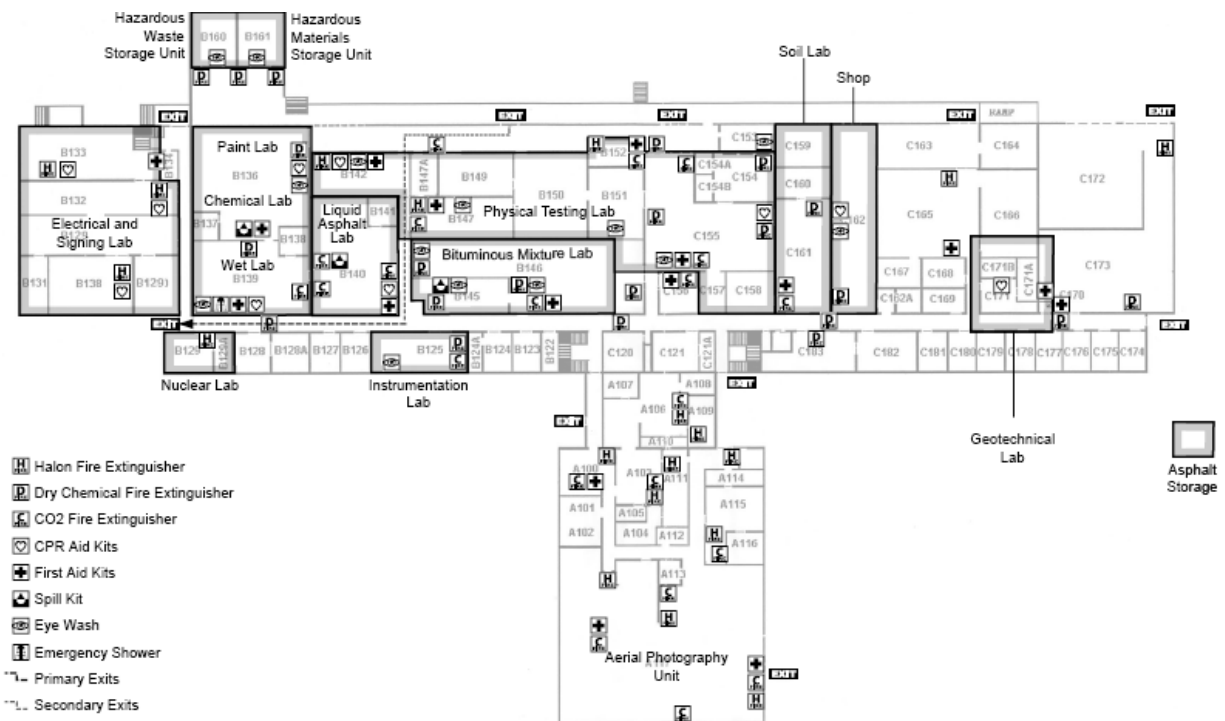 Hazardous
Waste
Storage Unit
Hazardous
Materials
Storage Unit
B160
B161
Soil Lab
Shop
EXIT
EXIT
EXIT
EXIT
EXIT
RAMP
B133
B134
Paint Lab
B136
Chemical Lab
B137
B138
Wet Lab
B139
B142
B147A
B149
B147
B150
B151
B152
Physical Testing Lab
C153
C154A
C154
C154B
C155
C156
C157
C158
C159
C160
C161
C163
C164
C165
C166
C172
C173
B132
Electrical and
Signing Lab
B131
B138
Liquid
Asphalt
Lab
B141
B140
Bituminous Mixture Lab
B146
B145
C167
C168
C162A
C169
C171B
C171A
C171
C170
EXIT
EXIT
B129
B129A
B128
B128A
B127
B126
B125
B124A
B124
B123
B122
C120
C121
C121A
C183
C182
C181
C180
C179
C178
C177
C176
C175
C174
Nuclear Lab
Instrumentation
Lab
EXIT
EXIT
A107
A108
A106
A109
A110
Geotechnical
Lab
Asphalt
Storage
A100
A101
A102
A103
A111
A105
A104
A112
A113
A114
A115
A116
Aerial Photography
Unit
EXIT
Halon Fire Extinguisher
Dry Chemical Fire Extinguisher
CO2 Fire Extinguisher
CPR Aid Kits
First Aid Kits
Spill Kit
Eye Wash
Emergency Shower
Primary Exits
Secondary Exits